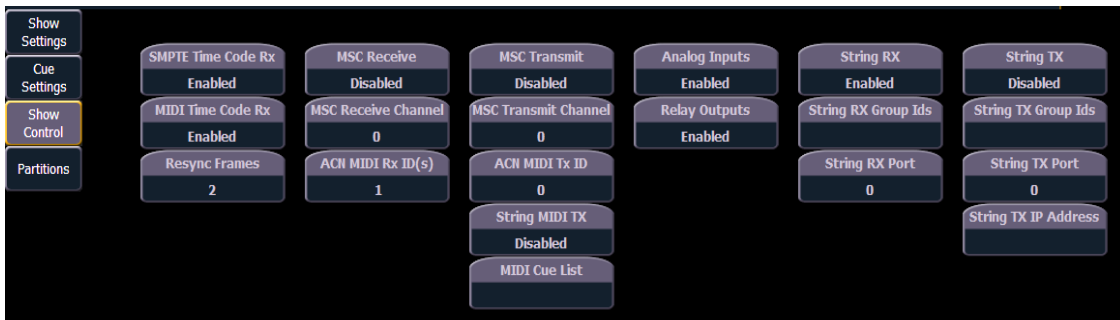 Show
Settings
Cue
Settings
Show
Control
Partitions
SMPTE Time Code Rx
Enabled
MIDI Time Code Rx
Enabled
Resync Frames
2
MSC Receive
Disabled
MSC Receive Channel
0
ACN MIDI Rx ID(s)
1
MSC Transmit
Disabled
MSC Transmit Channel
0
ACN MIDI Tx ID
0
String MIDI TX
Disabled
MIDI Cue List
Analog Inputs
Enabled
Relay Outputs
Enabled
String RX
Enabled
String RX Group Ids
String RX Port
0
String TX
Disabled
String TX Group Ids
String TX Port
0
String TX IP Address